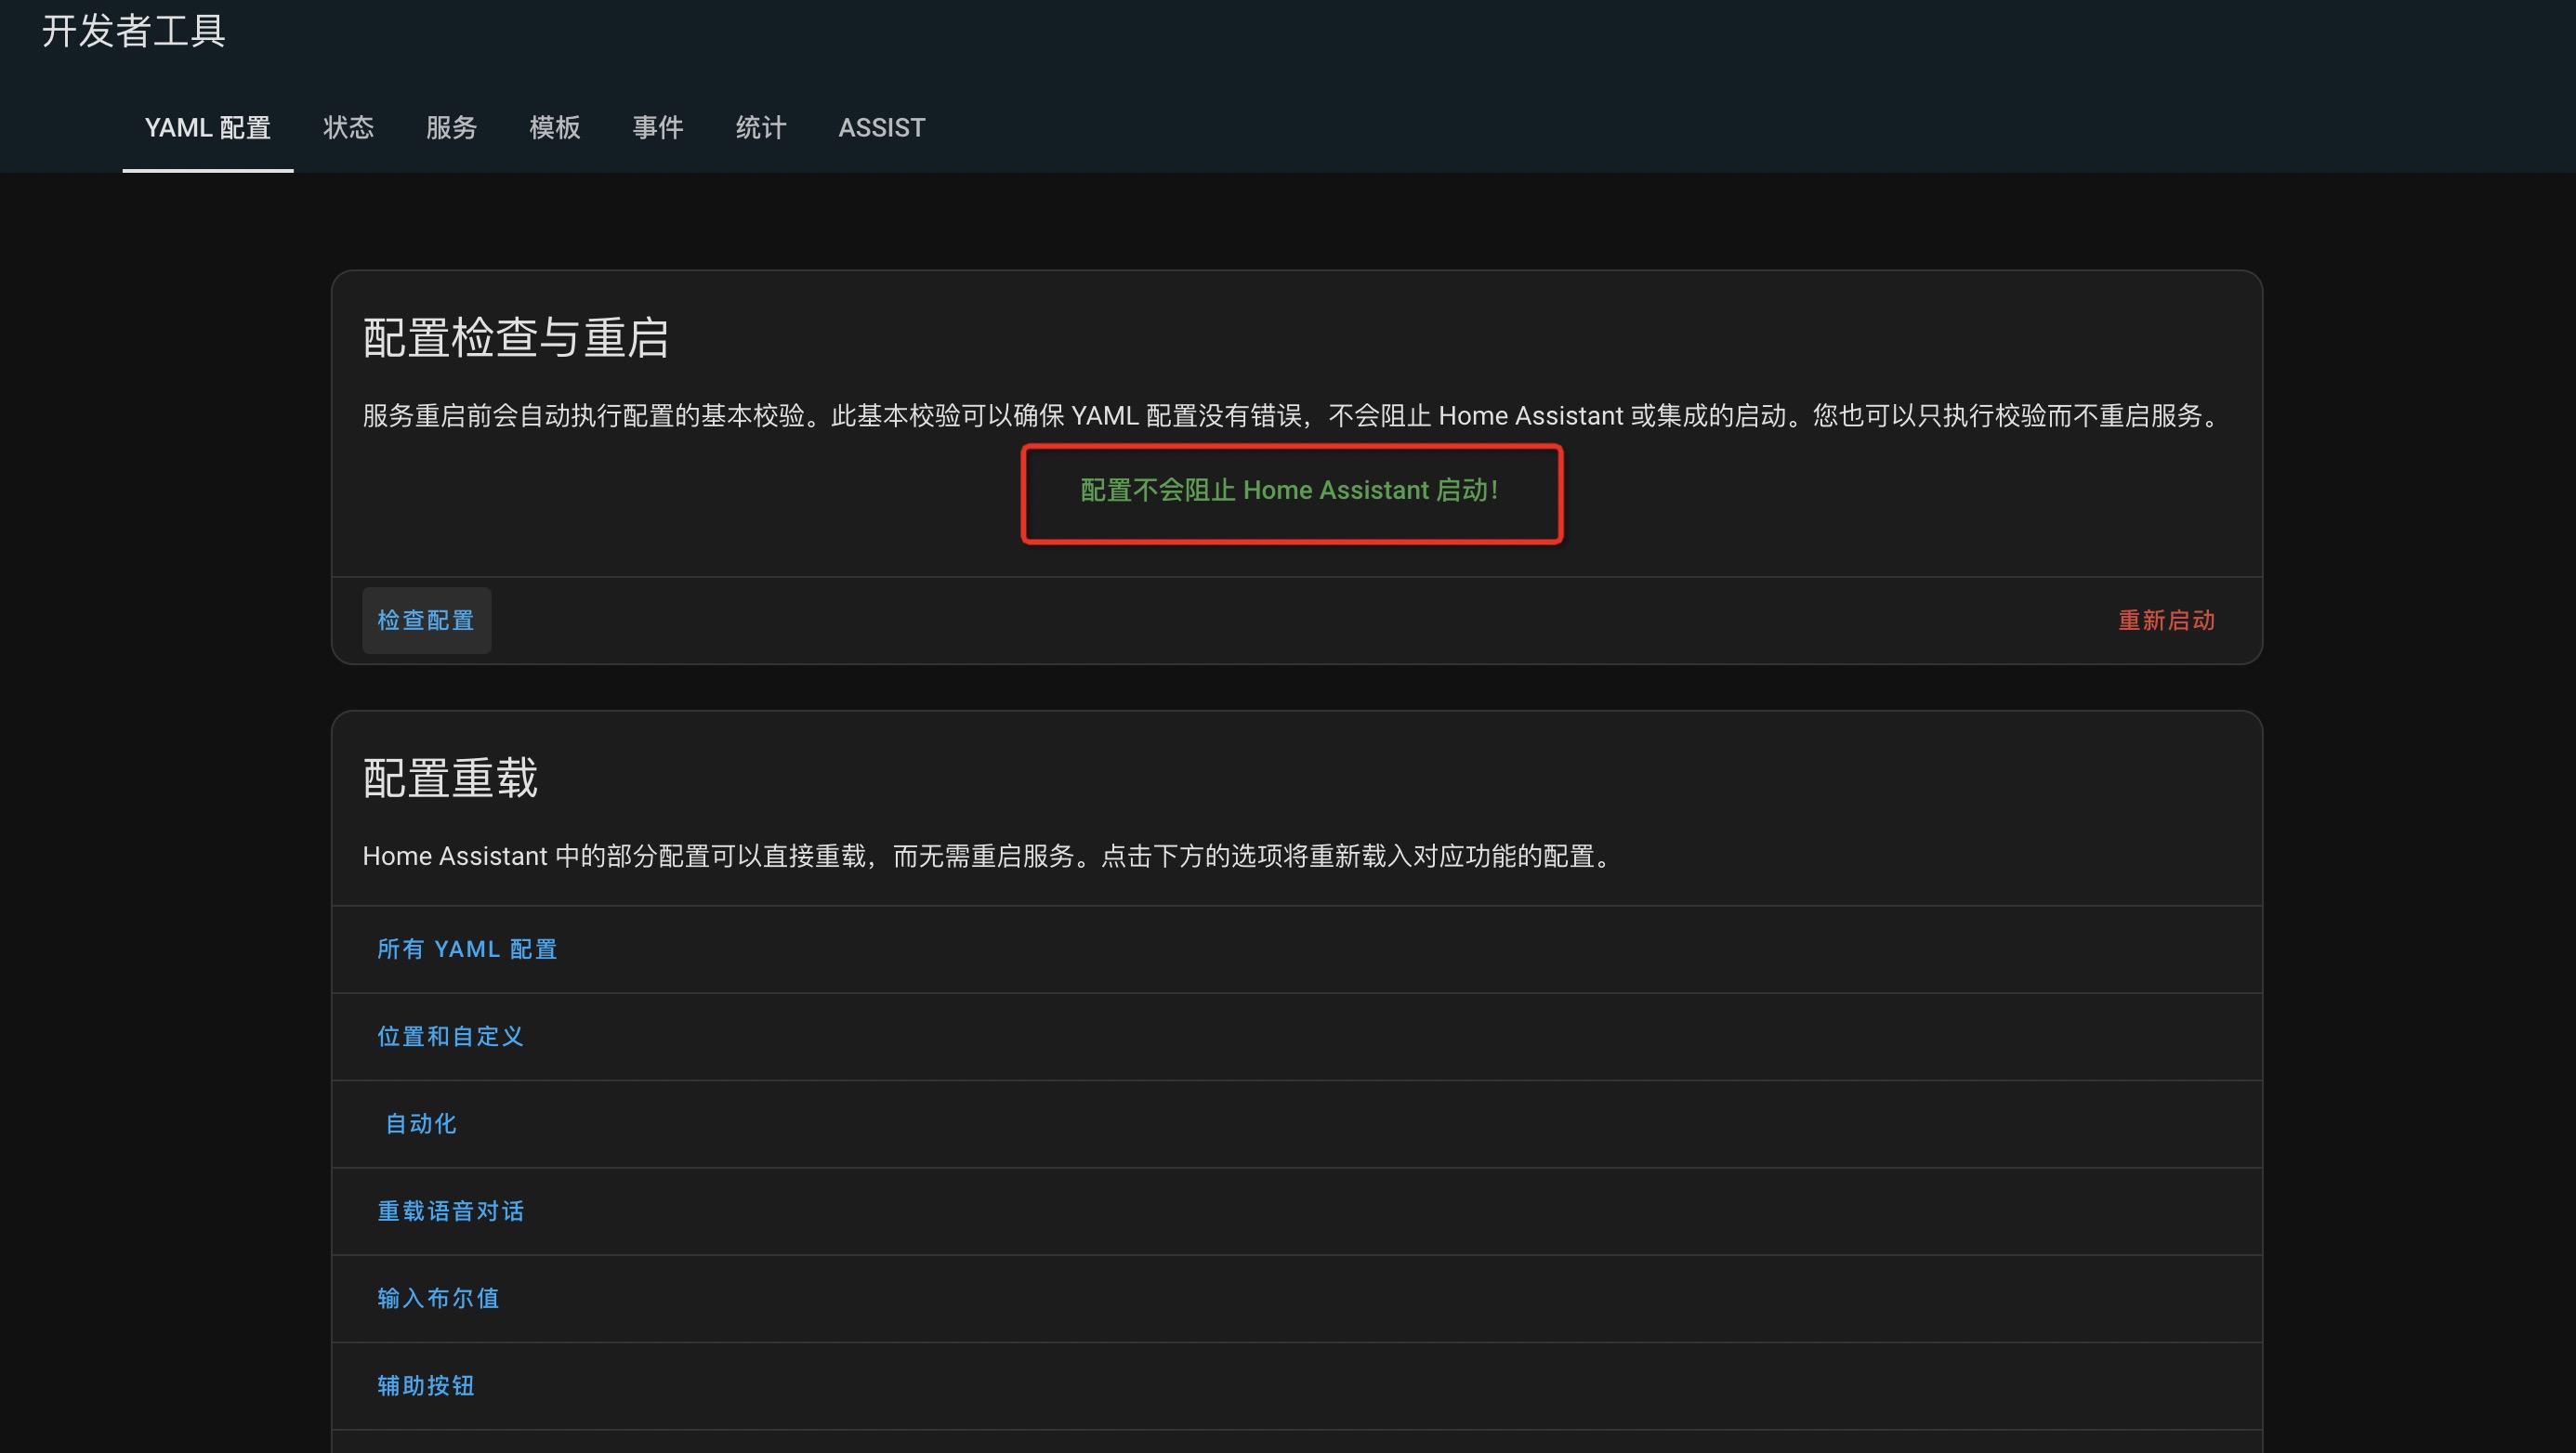 开发者工具
YAML 配置 状态 服务 模板 事件 统计 ASSIST
配置检查与重启
服务重启前会自动执行配置的基本校验。此基本校验可以确保 YAML 配置没有错误，不会阻止 Home Assistant 或集成的启动。您也可以只执行校验而不重启服务。
配置不会阻止 Home Assistant 启动！
检查配置 重新启动
配置重载
Home Assistant 中的部分配置可以直接重载，而无需重启服务。点击下方的选项将重新载入对应功能的配置。
所有 YAML 配置
位置和自定义
自动化
重载语音对话
输入布尔值
辅助按钮